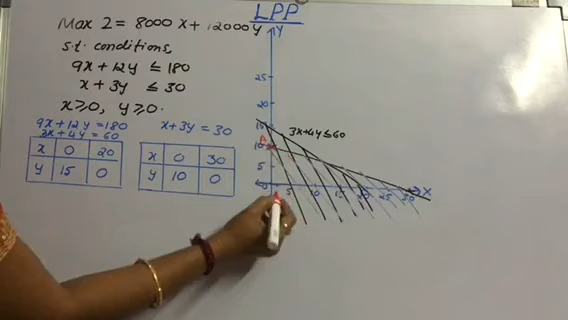 LPP
Max Z = 8000 x + 12000 y
s.t. conditions,
9x + 12y ≤ 180
x + 3y ≤ 30
x ≥ 0, y ≥ 0.
9x + 12y = 180
3x + 4y = 60
x 0 20
y 15 0
x + 3y = 30
x 0 30
y 10 0
Y
25
20
15
3x+4y≤60
A
10
5
0
5 10 15 20 25 30
X